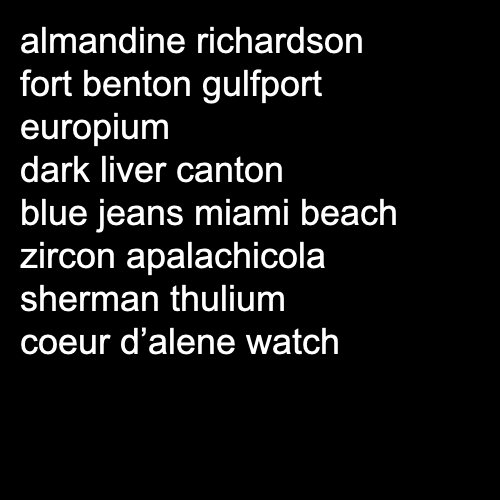 almandine richardson
fort benton gulfport
europium
dark liver canton
blue jeans miami beach
zircon apalachicola
sherman thulium
coeur d’alene watch